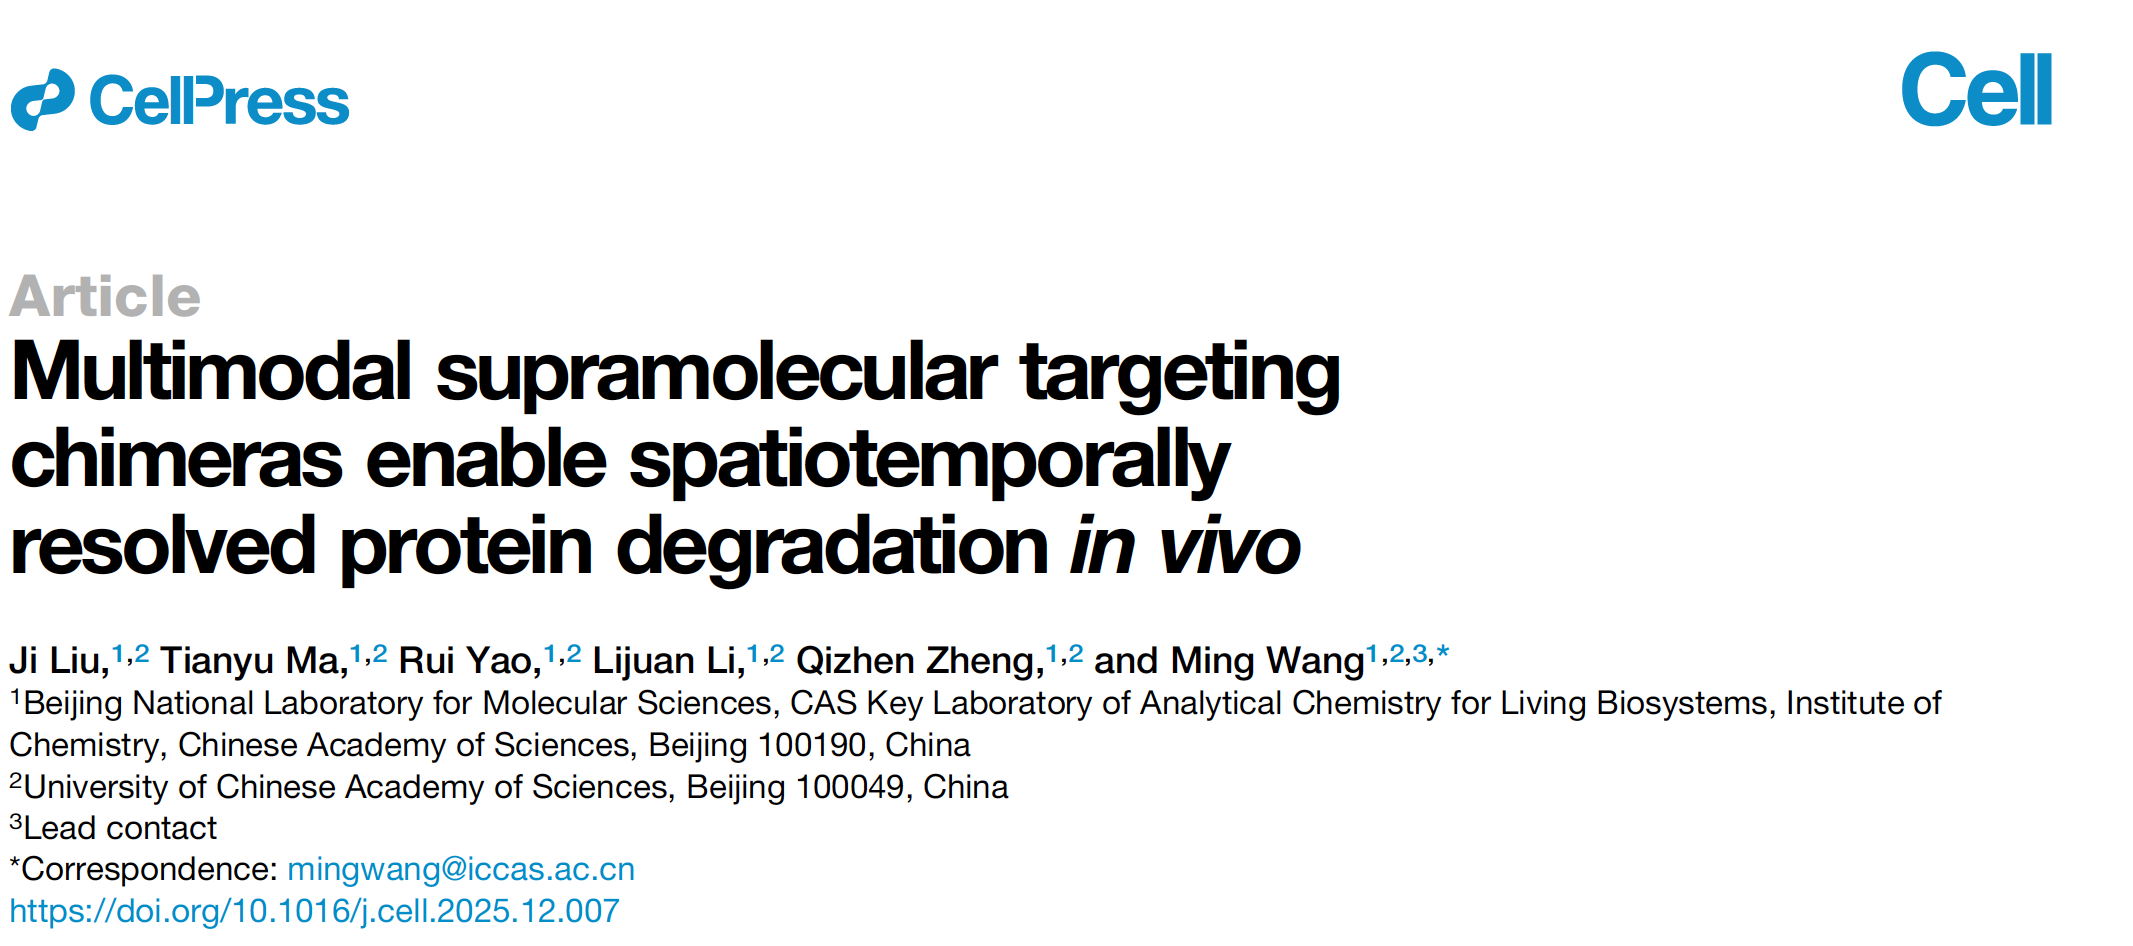 CellPress
Cell
Article
Multimodal supramolecular targeting
chimeras enable spatiotemporally
resolved protein degradation in vivo
Ji Liu,1,2 Tianyu Ma,1,2 Rui Yao,1,2 Lijuan Li,1,2 Qizhen Zheng,1,2 and Ming Wang1,2,3,*
1Beijing National Laboratory for Molecular Sciences, CAS Key Laboratory of Analytical Chemistry for Living Biosystems, Institute of
Chemistry, Chinese Academy of Sciences, Beijing 100190, China
2University of Chinese Academy of Sciences, Beijing 100049, China
3Lead contact
*Correspondence: mingwang@iccas.ac.cn
https://doi.org/10.1016/j.cell.2025.12.007